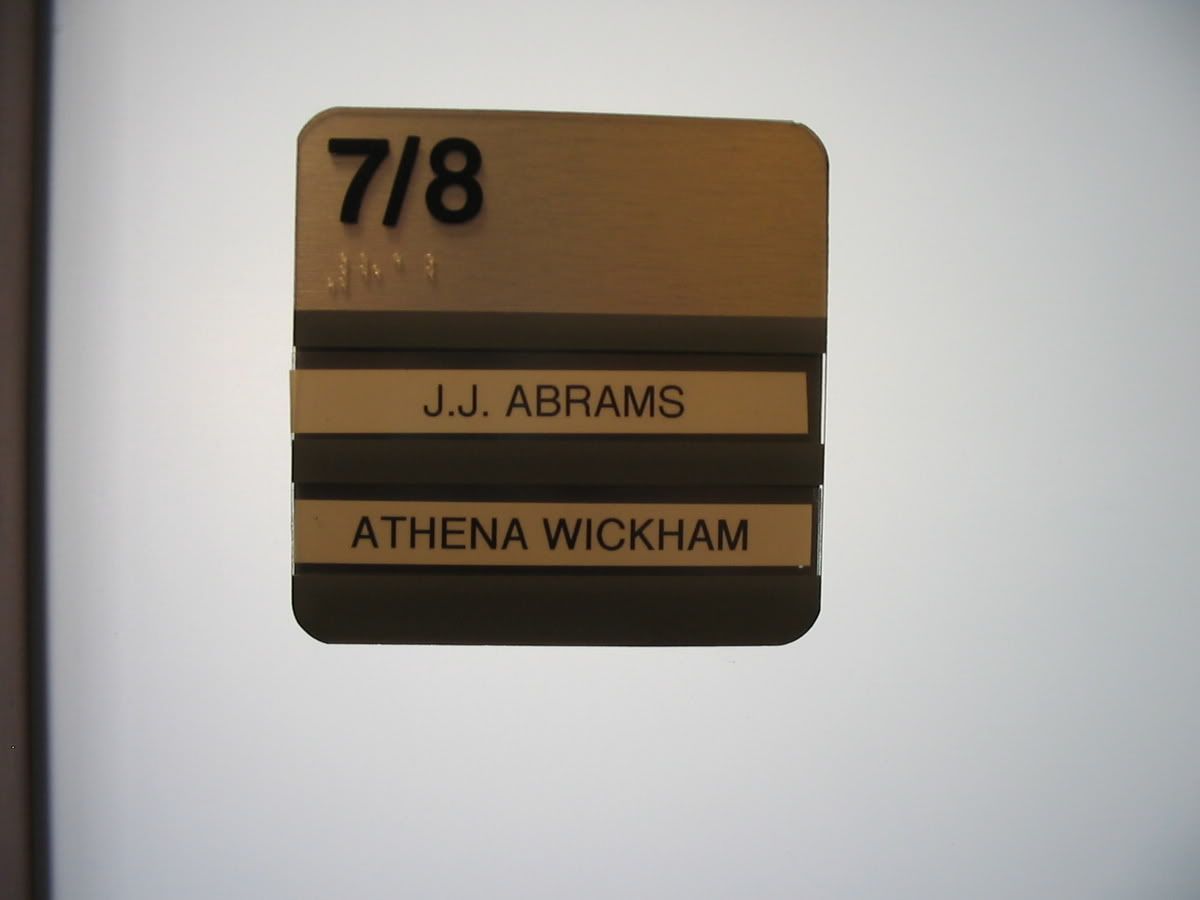 7/8
J.J. ABRAMS
ATHENA WICKHAM